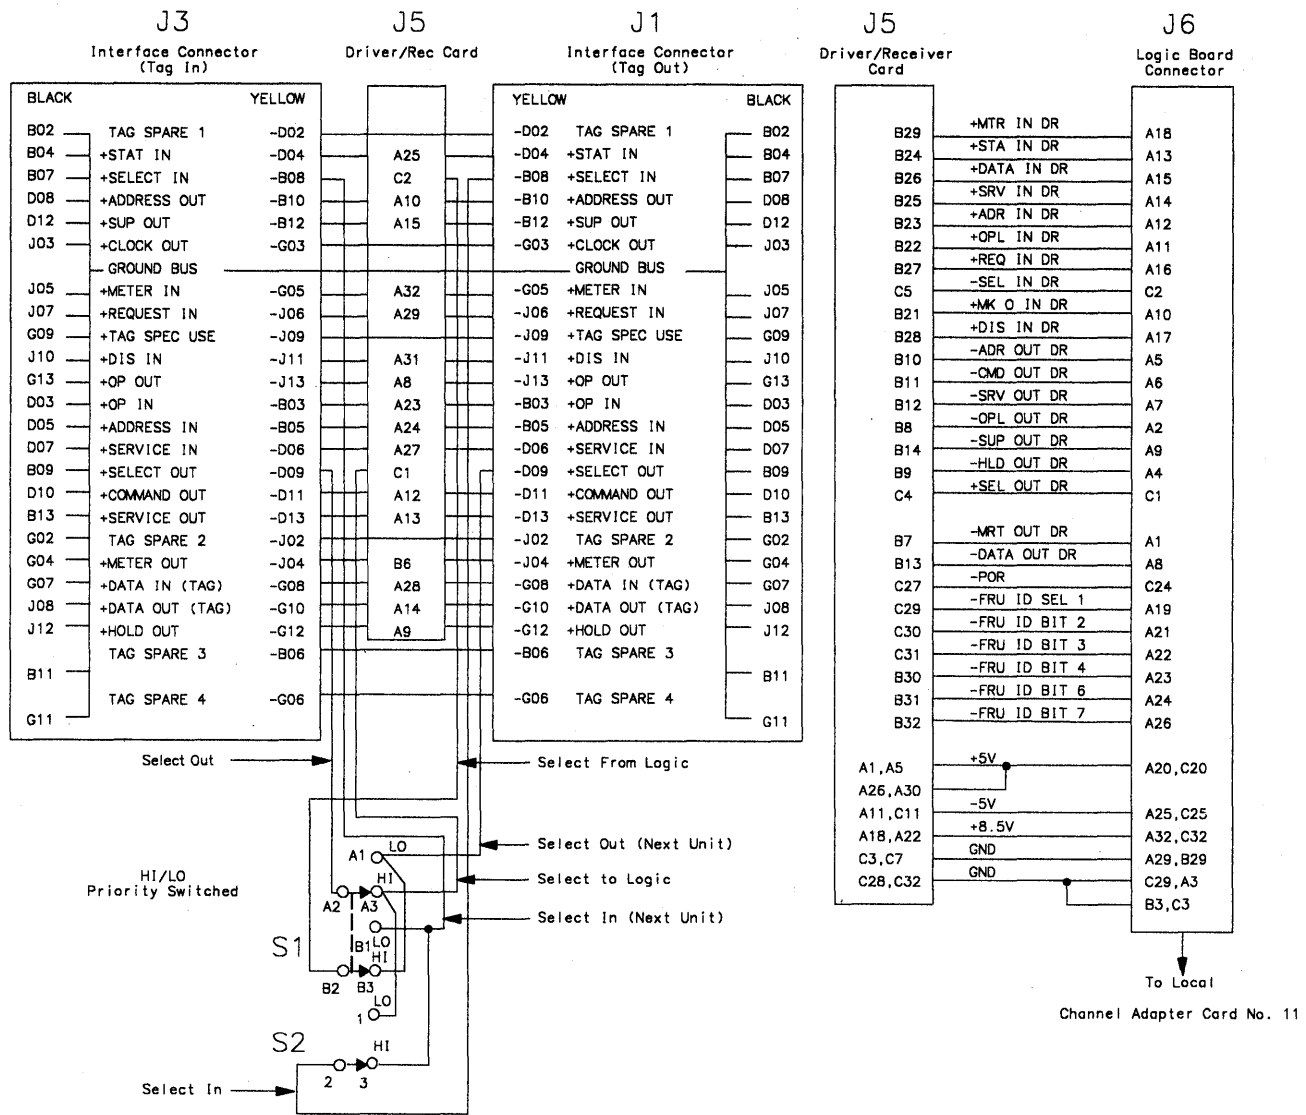 J3 J5 J1 J5 J6
Interface Connector Driver/Rec Card Interface Connector Driver/Receiver Logic Board
(Tag In) (Tag Out) Card Connector
BLACK YELLOW YELLOW BLACK
B02 TAG SPARE 1 -D02 -D02 TAG SPARE 1 B02
B04 +STAT IN -D04 A25 -D04 +STAT IN B04
B07 +SELECT IN -B08 C2 -B08 +SELECT IN B07
D08 +ADDRESS OUT -B10 A10 -B10 +ADDRESS OUT D08
D12 +SUP OUT -B12 A15 -B12 +SUP OUT D12
J03 +CLOCK OUT -G03 -G03 +CLOCK OUT J03
GROUND BUS GROUND BUS
J05 +METER IN -G05 A32 -G05 +METER IN J05
J07 +REQUEST IN -J06 A29 -J06 +REQUEST IN J07
G09 +TAG SPEC USE -J09 -J09 +TAG SPEC USE G09
J10 +DIS IN -J11 A31 -J11 +DIS IN J10
G13 +OP OUT -J13 A8 -J13 +OP OUT G13
D03 +OP IN -B03 A23 -B03 +OP IN D03
D05 +ADDRESS IN -B05 A24 -B05 +ADDRESS IN D05
D07 +SERVICE IN -D06 A27 -D06 +SERVICE IN D07
B09 +SELECT OUT -D09 C1 -D09 +SELECT OUT B09
D10 +COMMAND OUT -D11 A12 -D11 +COMMAND OUT D10
B13 +SERVICE OUT -D13 A13 -D13 +SERVICE OUT B13
G02 TAG SPARE 2 -J02 -J02 TAG SPARE 2 G02
G04 +METER OUT -J04 B6 -J04 +METER OUT G04
G07 +DATA IN (TAG) -G08 A28 -G08 +DATA IN (TAG) G07
J08 +DATA OUT (TAG) -G10 A14 -G10 +DATA OUT (TAG) J08
J12 +HOLD OUT -G12 A9 -G12 +HOLD OUT J12
TAG SPARE 3 -B06 -B06 TAG SPARE 3
B11 B11
TAG SPARE 4 -G06 -G06 TAG SPARE 4
G11 G11
B29 +MTR IN DR A18
B24 +STA IN DR A13
B26 +DATA IN DR A15
B25 +SRV IN DR A14
B23 +ADR IN DR A12
B22 +OPL IN DR A11
B27 +REQ IN DR A16
C5 -SEL IN DR C2
B21 +MK O IN DR A10
B28 +DIS IN DR A17
B10 -ADR OUT DR A5
B11 -CMD OUT DR A6
B12 -SRV OUT DR A7
B8 -OPL OUT DR A2
B14 -SUP OUT DR A9
B9 -HLD OUT DR A4
C4 +SEL OUT DR C1
B7 -MRT OUT DR A1
B13 -DATA OUT DR A8
C27 -POR C24
C29 -FRU ID SEL 1 A19
C30 -FRU ID BIT 2 A21
C31 -FRU ID BIT 3 A22
B30 -FRU ID BIT 4 A23
B31 -FRU ID BIT 6 A24
B32 -FRU ID BIT 7 A26
A1,A5 +5V A20,C20
A26,A30
A11,C11 -5V A25,C25
A18,A22 +8.5V A32,C32
C3,C7 GND A29,B29
C28,C32 GND C29,A3
B3,C3
To Local
Channel Adapter Card No. 11
Select Out Select From Logic
A1 LO Select Out (Next Unit)
HI/LO
Priority Switched
HI Select to Logic
A2 A3
Select In (Next Unit)
S1 B1 LO
HI
B2 B3
LO
1
S2 HI
2 3
Select In